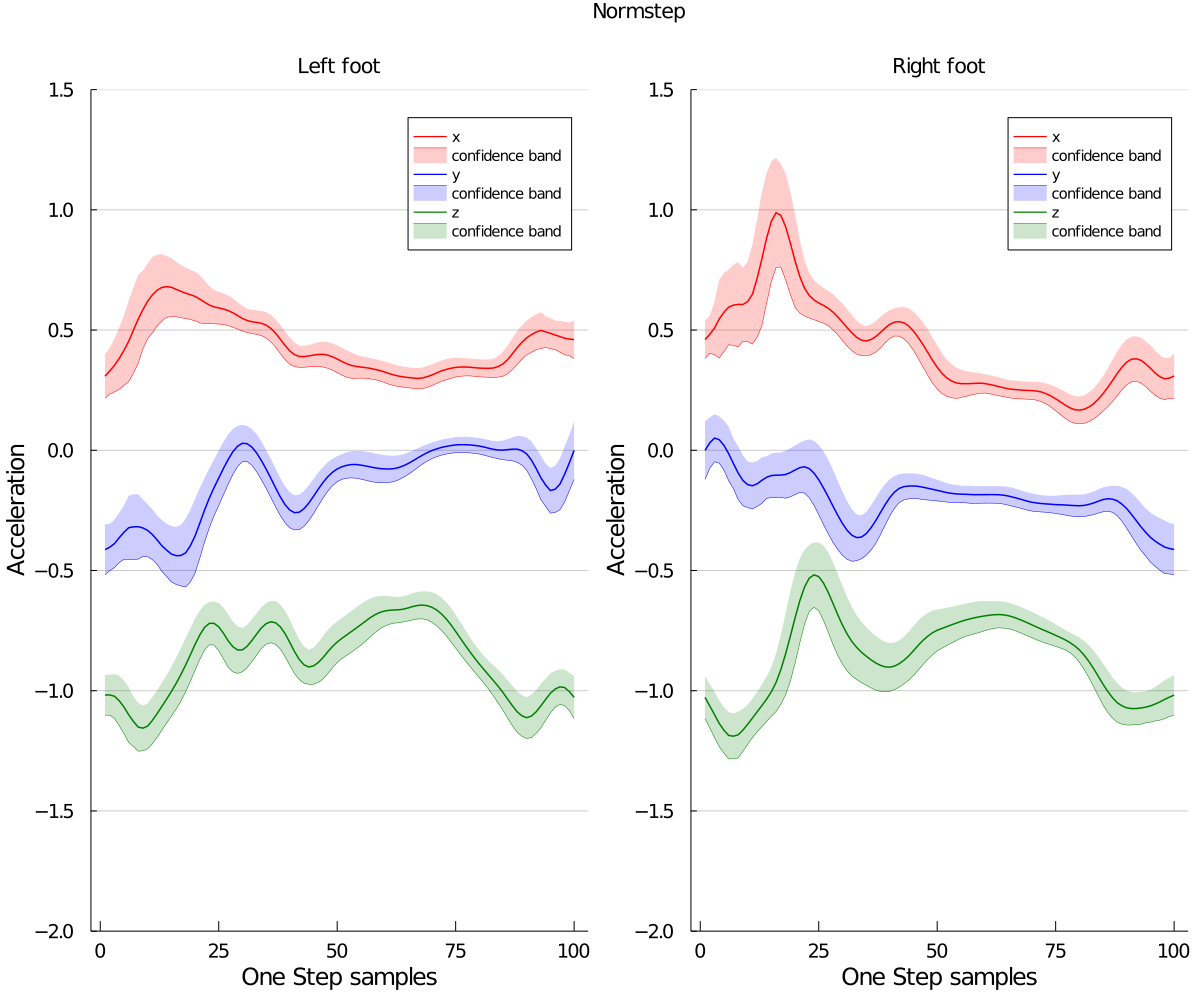 Normstep
Left foot
1.5
1.0
0.5
0.0
−0.5
−1.0
−1.5
−2.0
Acceleration
x
confidence band
y
confidence band
z
confidence band
0
25
50
75
100
One Step samples
Right foot
1.5
1.0
0.5
0.0
−0.5
−1.0
−1.5
−2.0
Acceleration
x
confidence band
y
confidence band
z
confidence band
0
25
50
75
100
One Step samples